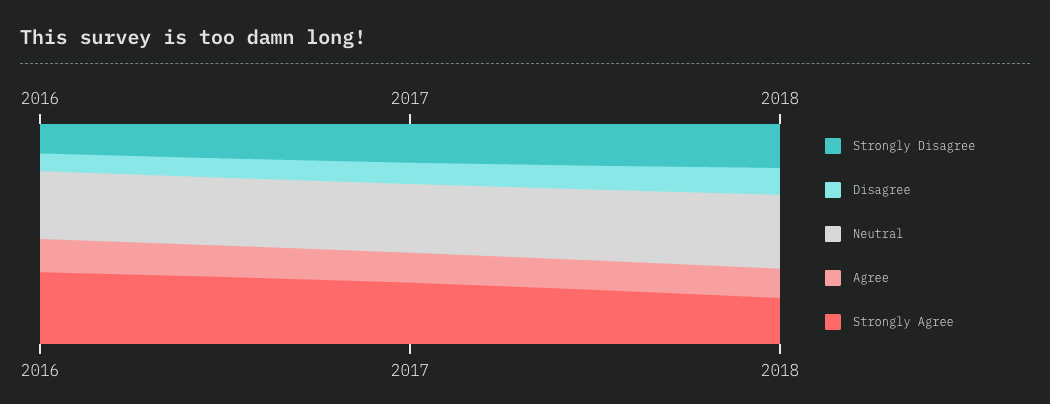 This survey is too damn long!
2016 2017 2018
Strongly Disagree
Disagree
Neutral
Agree
Strongly Agree
2016 2017 2018